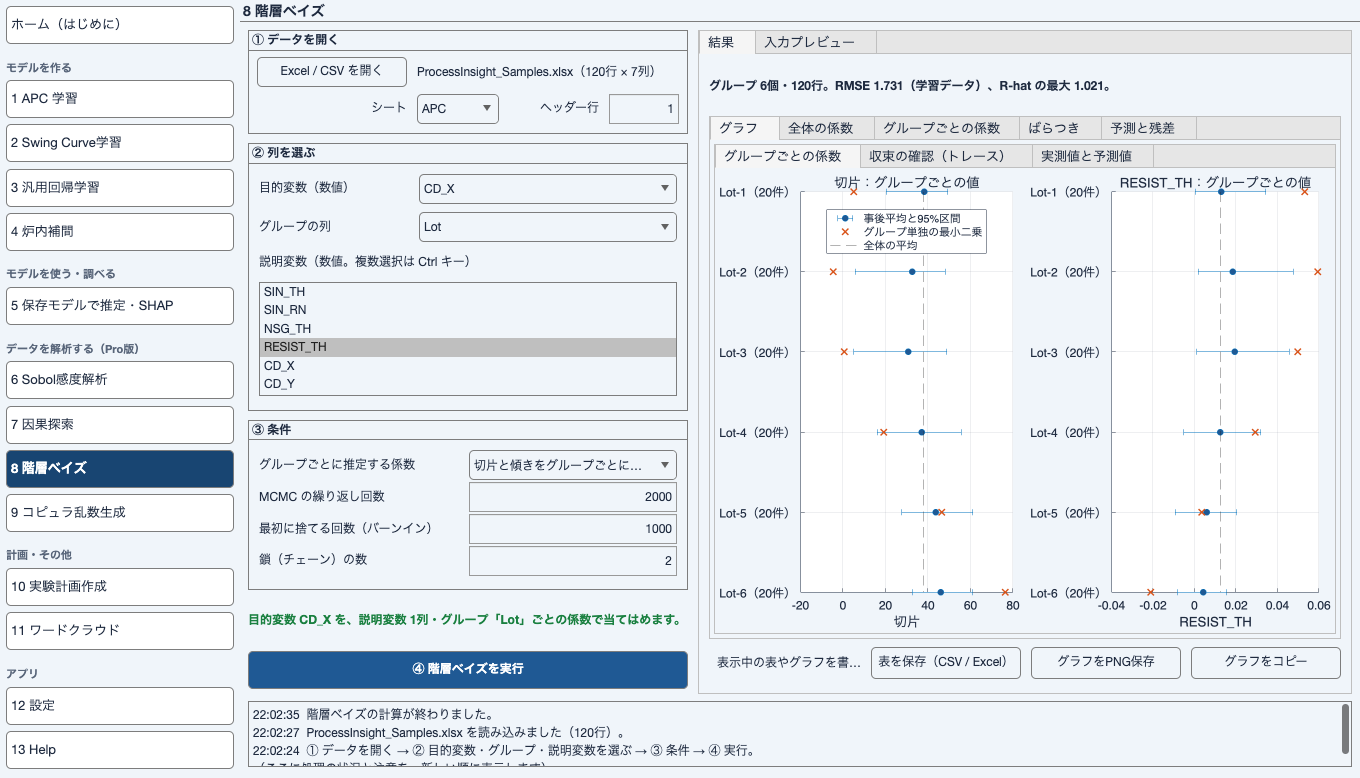 ホーム（はじめに）
モデルを作る
1 APC 学習
2 Swing Curve学習
3 汎用回帰学習
4 炉内補間
モデルを使う・調べる
5 保存モデルで推定・SHAP
データを解析する（Pro版）
6 Sobol感度解析
7 因果探索
8 階層ベイズ
9 コピュラ乱数生成
計画・その他
10 実験計画作成
11 ワードクラウド
アプリ
12 設定
13 Help
8 階層ベイズ
① データを開く
Excel / CSV を開く ProcessInsight_Samples.xlsx（120行 × 7列）
シート APC ヘッダー行 1
② 列を選ぶ
目的変数（数値） CD_X
グループの列 Lot
説明変数（数値。複数選択は Ctrl キー）
SIN_TH
SIN_RN
NSG_TH
RESIST_TH
CD_X
CD_Y
③ 条件
グループごとに推定する係数 切片と傾きをグループごとに...
MCMC の繰り返し回数 2000
最初に捨てる回数（バーンイン） 1000
鎖（チェーン）の数 2
目的変数 CD_X を、説明変数 1列・グループ「Lot」ごとの係数で当てはめます。
④ 階層ベイズを実行
結果 入力プレビュー
グループ 6個・120行。RMSE 1.731（学習データ）、R-hat の最大 1.021。
グラフ 全体の係数 グループごとの係数 ばらつき 予測と残差
グループごとの係数 収束の確認（トレース） 実測値と予測値
切片：グループごとの値
Lot-1（20件）
Lot-2（20件）
Lot-3（20件）
Lot-4（20件）
Lot-5（20件）
Lot-6（20件）
事後平均と95%区間
グループ単独の最小二乗
全体の平均
-20 0 20 40 60 80
切片
RESIST_TH：グループごとの値
Lot-1（20件）
Lot-2（20件）
Lot-3（20件）
Lot-4（20件）
Lot-5（20件）
Lot-6（20件）
-0.04 -0.02 0 0.02 0.04 0.06
RESIST_TH
表示中の表やグラフを書... 表を保存（CSV / Excel） グラフをPNG保存 グラフをコピー
22:02:35 階層ベイズの計算が終わりました。
22:02:27 ProcessInsight_Samples.xlsx を読み込みました（120行）。
22:02:24 ① データを開く → ② 目的変数・グループ・説明変数を選ぶ → ③ 条件 → ④ 実行。